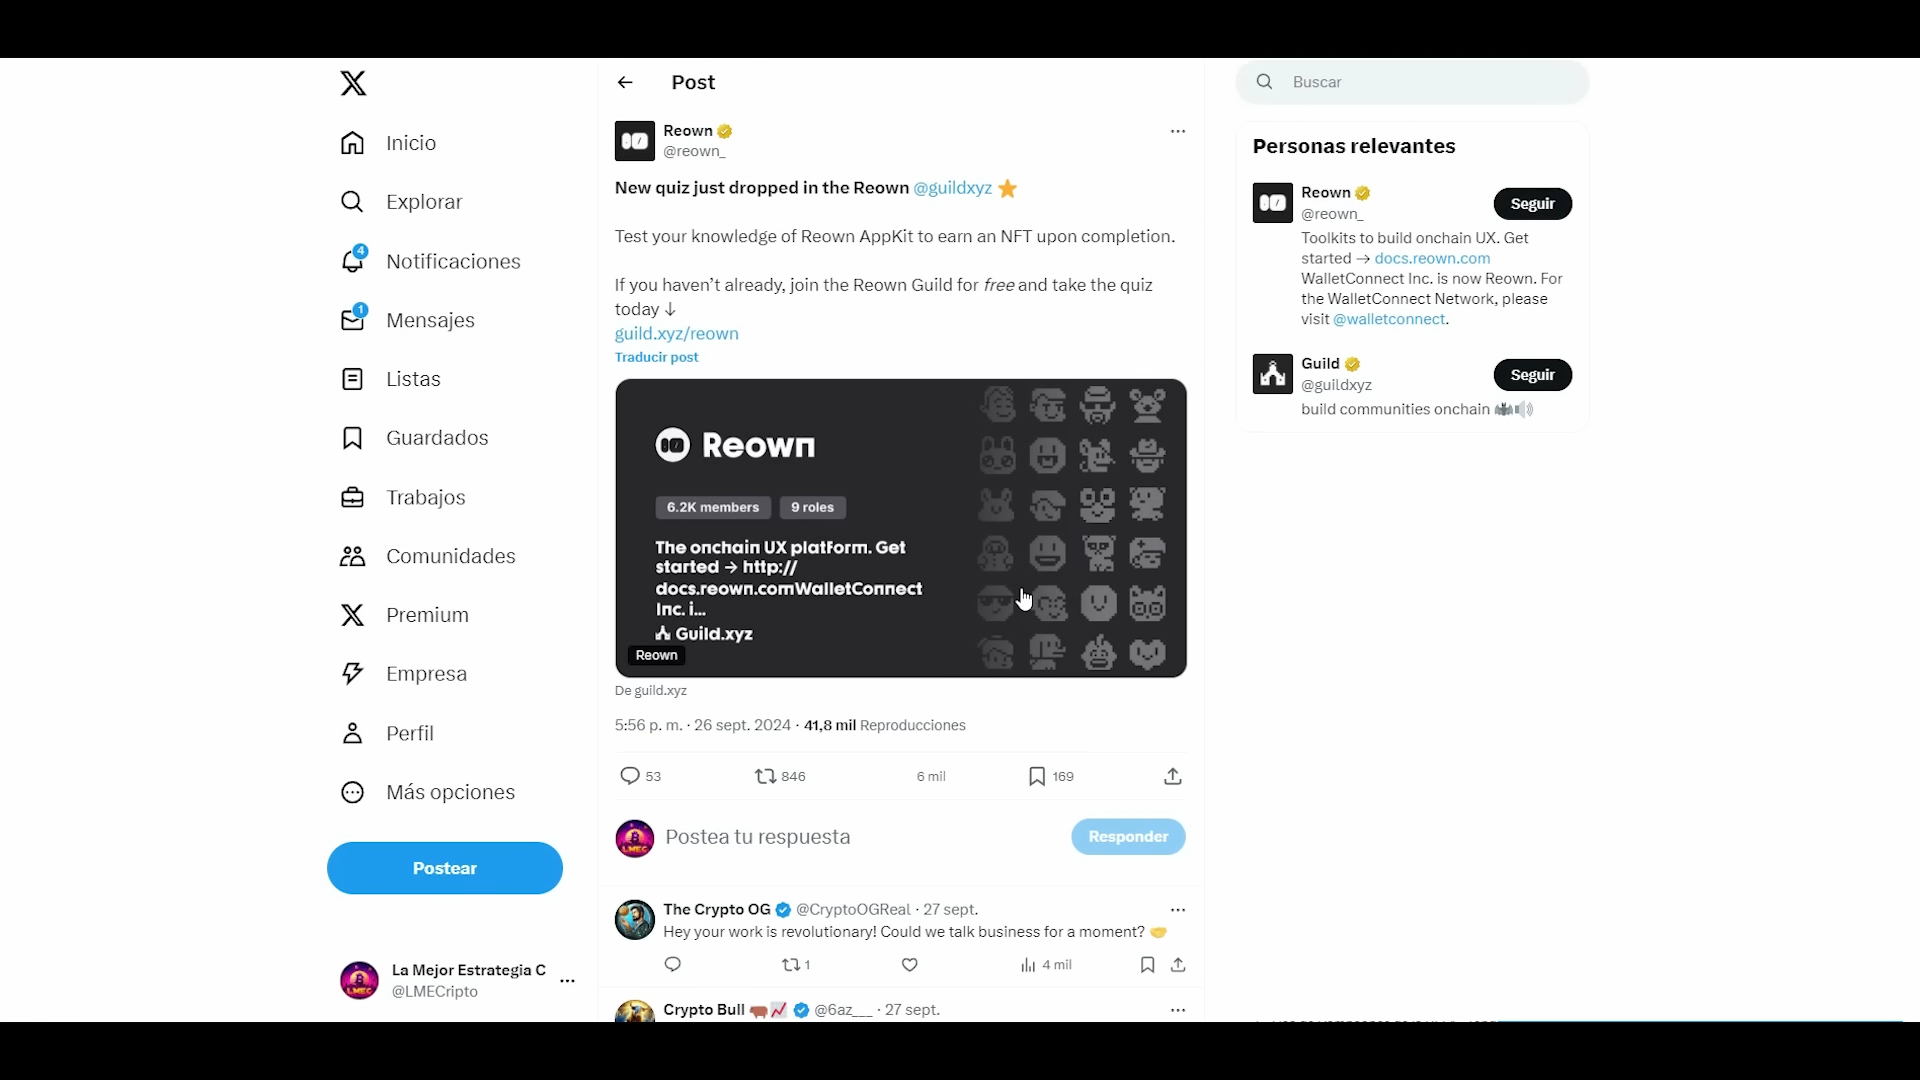 Post
Buscar
Inicio
Explorar
4
Notificaciones
1
Mensajes
Listas
Guardados
Trabajos
Comunidades
Premium
Empresa
Perfil
Más opciones
Postear
La Mejor Estrategia C
@LMECripto
Reown
@reown_
New quiz just dropped in the Reown @guildxyz
Test your knowledge of Reown AppKit to earn an NFT upon completion.
If you haven't already, join the Reown Guild for free and take the quiz
today ↓
guild.xyz/reown
Traducir post
Reown
6.2K members 9 roles
The onchain UX platform. Get
started → http://
docs.reown.comWalletConnect
Inc. i...
Guild.xyz
Reown
De guild.xyz
5:56 p. m. · 26 sept. 2024 · 41,8 mil Reproducciones
53 846 6 mil 169
LMEC
Postea tu respuesta
Responder
The Crypto OG @CryptoOGReal · 27 sept.
Hey your work is revolutionary! Could we talk business for a moment?
1 4 mil
Crypto Bull @6az___ · 27 sept.
Personas relevantes
Reown
@reown_
Seguir
Toolkits to build onchain UX. Get
started → docs.reown.com
WalletConnect Inc. is now Reown. For
the WalletConnect Network, please
visit @walletconnect.
Guild
@guildxyz
Seguir
build communities onchain